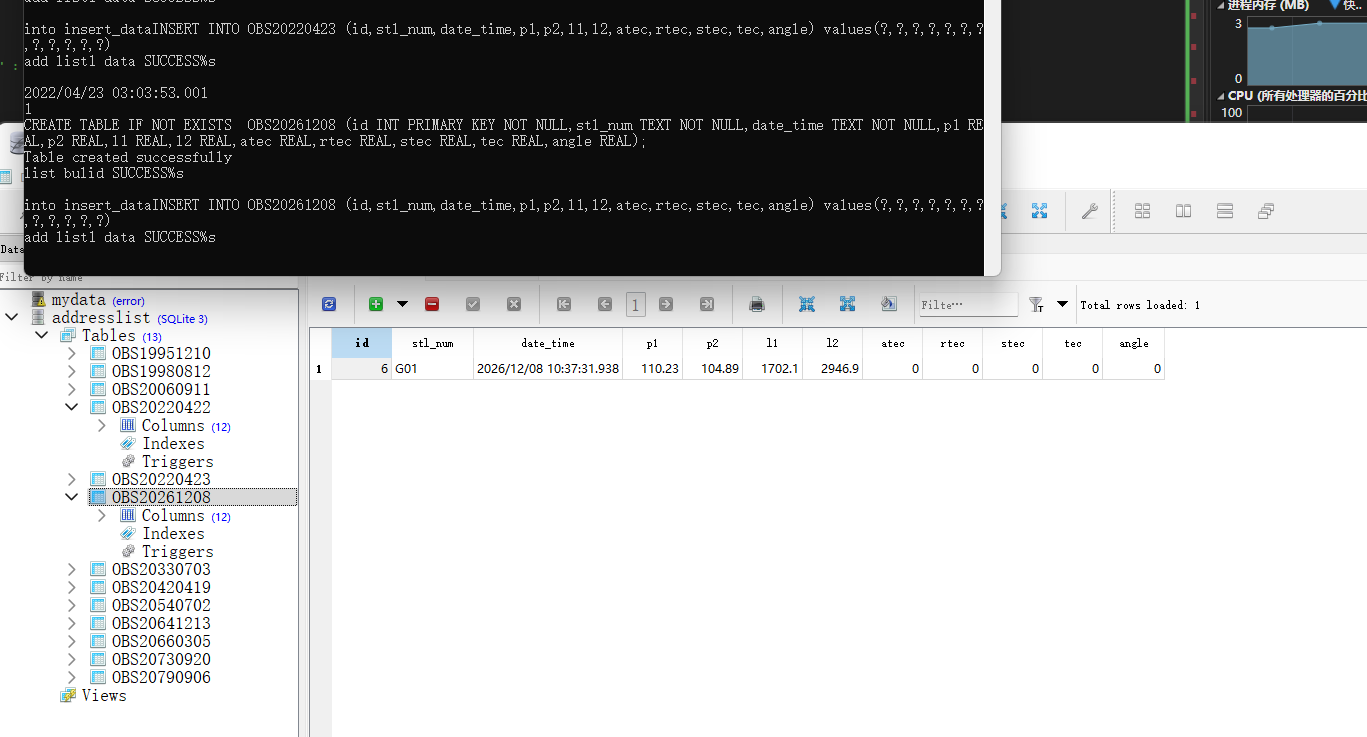 into insert_dataINSERT INTO OBS20220423 (id,stl_num,date_time,p1,p2,l1,l2,atec,rtec,stec,tec,angle) values(?,?,?,?,?,?,?
,?,?,?,?,?)
add list1 data SUCCESS%s
2022/04/23 03:03:53.001
1
CREATE TABLE IF NOT EXISTS  OBS20261208 (id INT PRIMARY KEY NOT NULL,stl_num TEXT NOT NULL,date_time TEXT NOT NULL,p1 RE
AL,p2 REAL,l1 REAL,l2 REAL,atec REAL,rtec REAL,stec REAL,tec REAL,angle REAL);
Table created successfully
list bulid SUCCESS%s
into insert_dataINSERT INTO OBS20261208 (id,stl_num,date_time,p1,p2,l1,l2,atec,rtec,stec,tec,angle) values(?,?,?,?,?,?,?
,?,?,?,?,?)
add list1 data SUCCESS%s
进程内存 (MB) 快..
3
0
CPU (所有处理器的百分比
100
Data
Filter by name
mydata (error)
addresslist (SQLite 3)
Tables (13)
OBS19951210
OBS19980812
OBS20060911
OBS20220422
Columns (12)
Indexes
Triggers
OBS20220423
OBS20261208
Columns (12)
Indexes
Triggers
OBS20330703
OBS20420419
OBS20540702
OBS20641213
OBS20660305
OBS20730920
OBS20790906
Views
1 Filte… Total rows loaded: 1
id stl_num date_time p1 p2 l1 l2 atec rtec stec tec angle
1 6 G01 2026/12/08 10:37:31.938 110.23 104.89 1702.1 2946.9 0 0 0 0 0